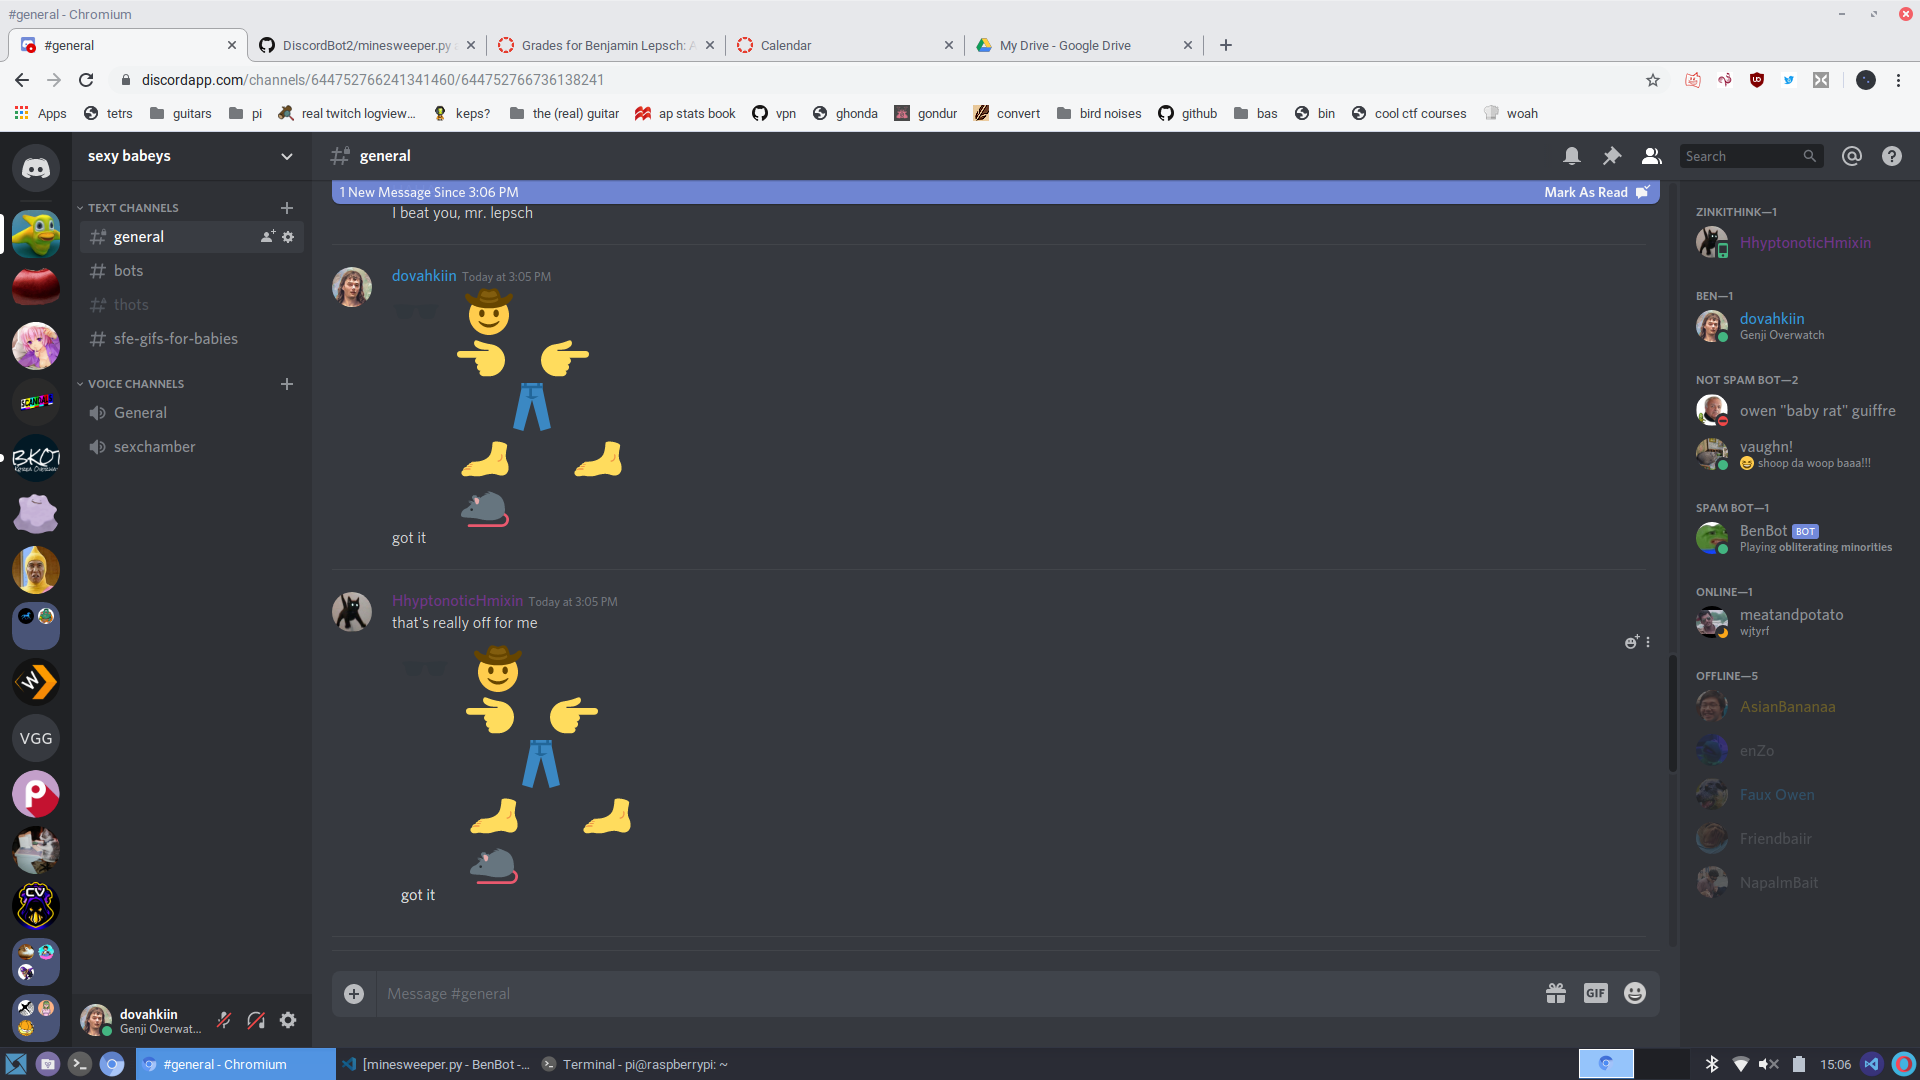 #general - Chromium
#general
DiscordBot2/minesweeper.py
Grades for Benjamin Lepsch: A
Calendar
My Drive - Google Drive
discordapp.com/channels/644752766241341460/644752766736138241
Apps
tetrs
guitars
pi
real twitch logview...
keps?
the (real) guitar
ap stats book
vpn
ghonda
gondur
convert
bird noises
github
bas
bin
cool ctf courses
woah
sexy babeys
general
Search
1 New Message Since 3:06 PM
Mark As Read
TEXT CHANNELS
general
bots
thots
sfe-gifs-for-babies
VOICE CHANNELS
General
sexchamber
SCANDALS
BKO
W
VGG
P
CV
I beat you, mr. lepsch
dovahkiin Today at 3:05 PM
🕶 🤠
👈 👉
👖
🦶 🦶
🐀
got it
HhyptonoticHmixin Today at 3:05 PM
that's really off for me
🕶 🤠
👈 👉
👖
🦶 🦶
🐀
got it
Message #general
GIF
ZINKITHINK—1
HhyptonoticHmixin
BEN—1
dovahkiin
Genji Overwatch
NOT SPAM BOT—2
owen "baby rat" guiffre
vaughn!
😄 shoop da woop baaa!!!
SPAM BOT—1
BenBot BOT
Playing obliterating minorities
ONLINE—1
meatandpotato
wjtyrf
OFFLINE—5
AsianBananaa
enZo
Faux Owen
Friendbaiir
NapalmBait
dovahkiin
Genji Overwat...
#general - Chromium
[minesweeper.py - BenBot -...
Terminal - pi@raspberrypi: ~
15:06